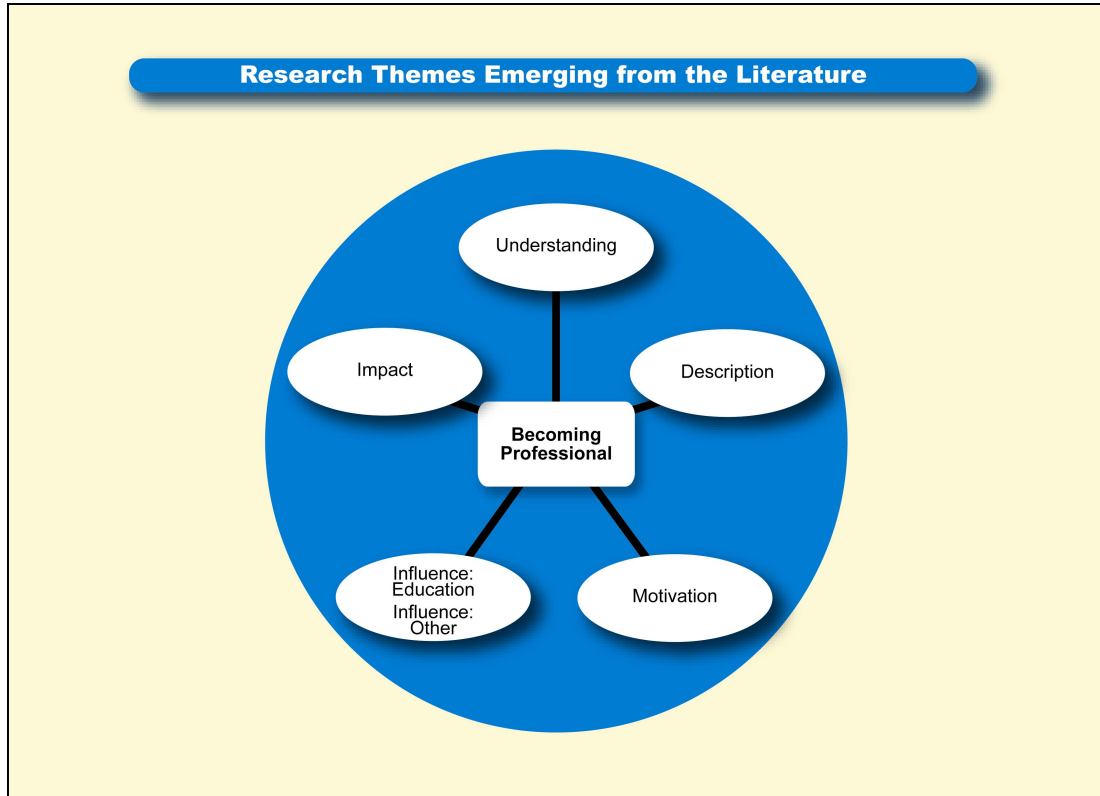 Research Themes Emerging from the Literature
Understanding
Impact
Description
Becoming
Professional
Influence:
Education
Influence:
Other
Motivation